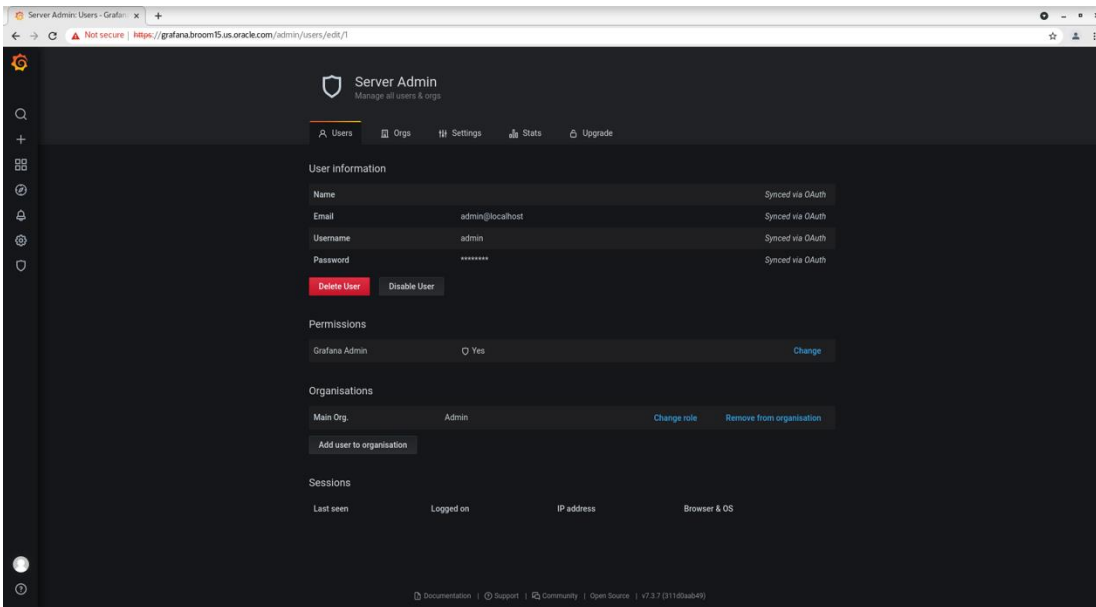 Server Admin: Users - Grafan
Not secure | https://grafana.broom15.us.oracle.com/admin/users/edit/1
Server Admin
Manage all users & orgs
Users Orgs Settings Stats Upgrade
User information
Name Synced via OAuth
Email admin@localhost Synced via OAuth
Username admin Synced via OAuth
Password ******** Synced via OAuth
Delete User Disable User
Permissions
Grafana Admin Yes Change
Organisations
Main Org. Admin Change role Remove from organisation
Add user to organisation
Sessions
Last seen Logged on IP address Browser & OS
Documentation | Support | Community | Open Source | v7.3.7 (311d0aab49)